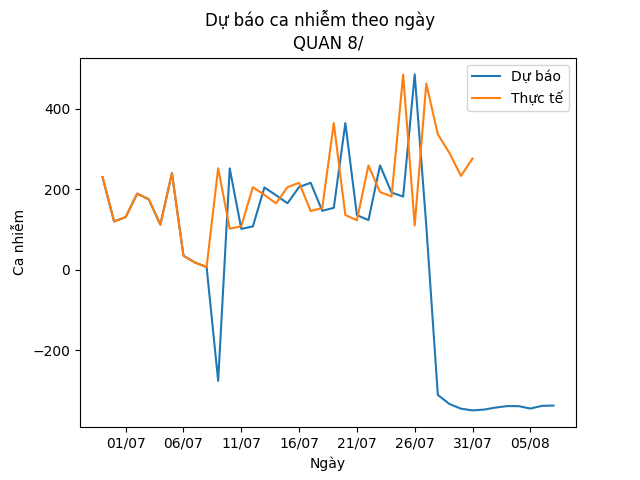 Dự báo ca nhiễm theo ngày
QUAN 8/
Dự báo
Thực tế
Ca nhiễm
400
200
0
−200
01/07 06/07 11/07 16/07 21/07 26/07 31/07 05/08
Ngày